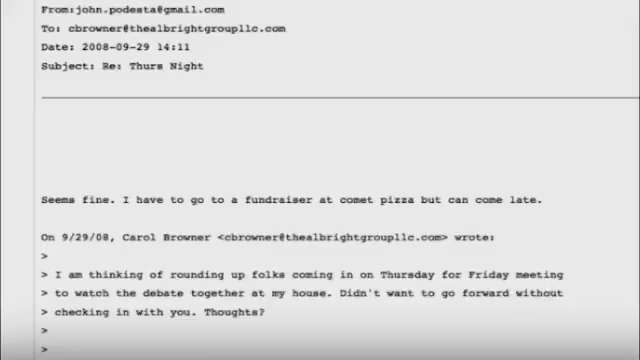 From:john.podesta@gmail.com
To: cbrowner@thealbrightgroupllc.com
Date: 2008-09-29 14:11
Subject: Re: Thurs Night
Seems fine. I have to go to a fundraiser at comet pizza but can come late.
On 9/29/08, Carol Browner <cbrowner@thealbrightgroupllc.com> wrote:
>
> I am thinking of rounding up folks coming in on Thursday for Friday meeting
> to watch the debate together at my house. Didn't want to go forward without
> checking in with you. Thoughts?
>
>